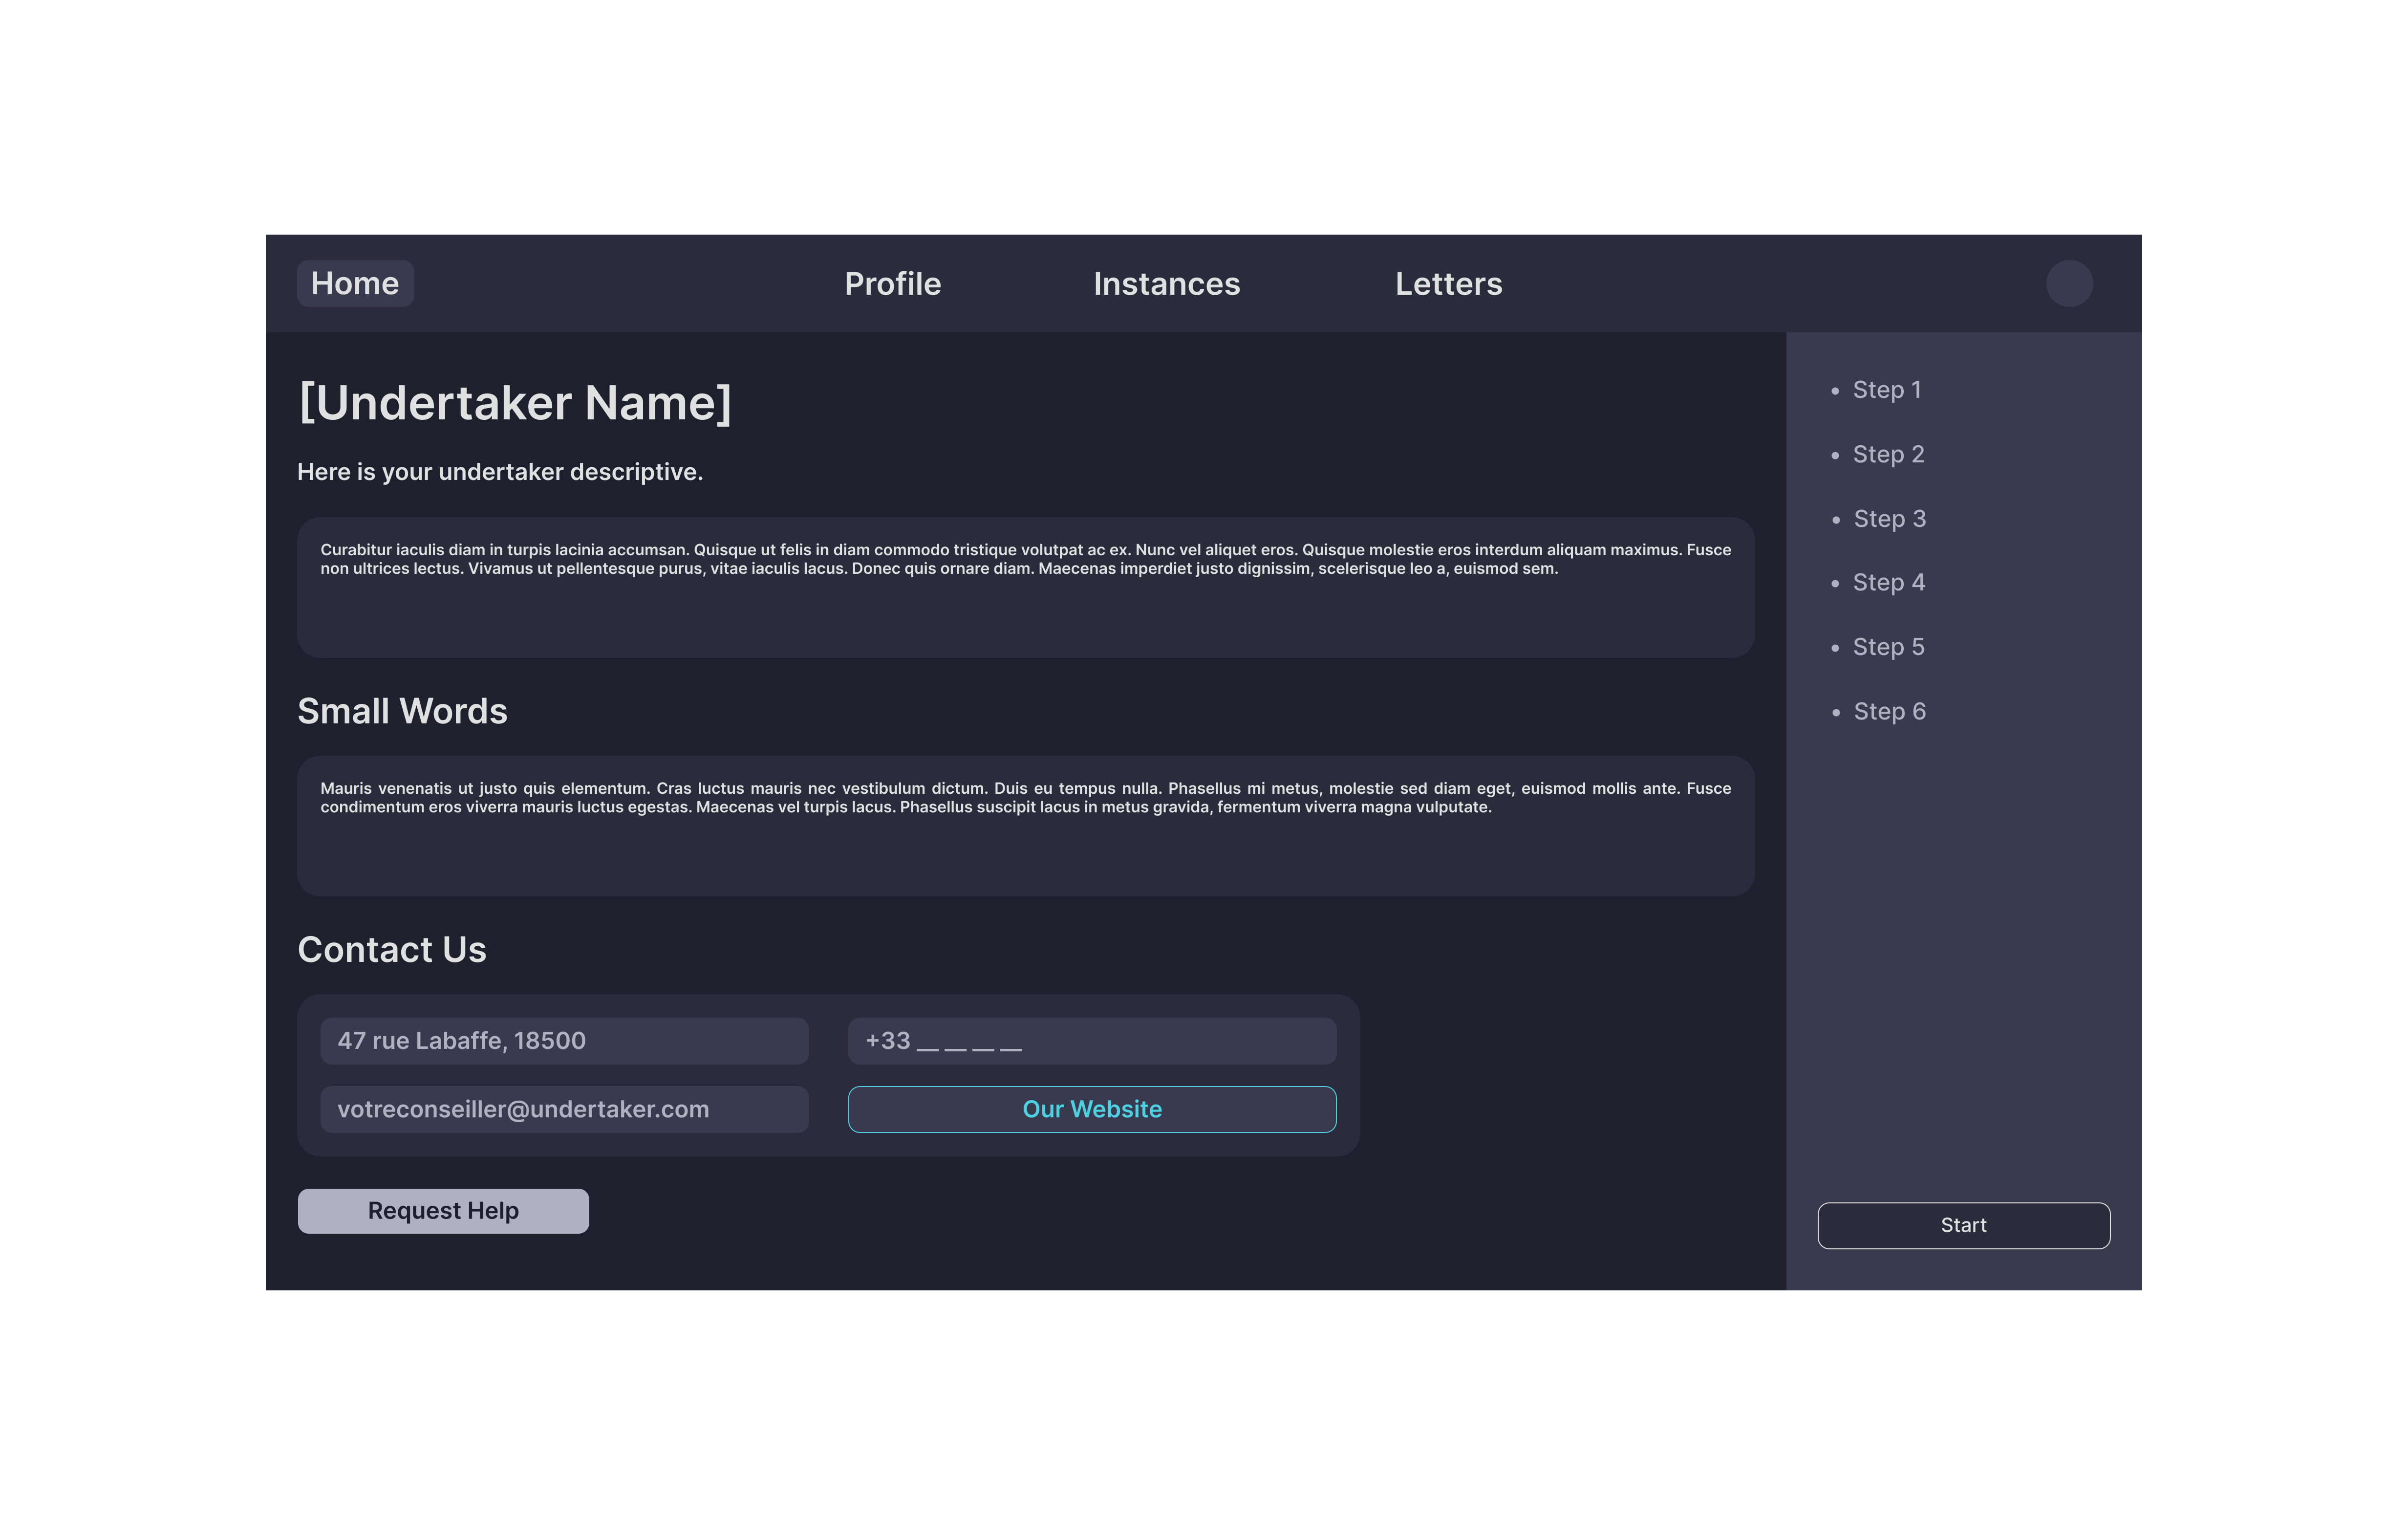 Home
Profile
Instances
Letters
[Undertaker Name]
Here is your undertaker descriptive.
Curabitur iaculis diam in turpis lacinia accumsan. Quisque ut felis in diam commodo tristique volutpat ac ex. Nunc vel aliquet eros. Quisque molestie eros interdum aliquam maximus. Fusce
non ultrices lectus. Vivamus ut pellentesque purus, vitae iaculis lacus. Donec quis ornare diam. Maecenas imperdiet justo dignissim, scelerisque leo a, euismod sem.
Small Words
Mauris venenatis ut justo quis elementum. Cras luctus mauris nec vestibulum dictum. Duis eu tempus nulla. Phasellus mi metus, molestie sed diam eget, euismod mollis ante. Fusce
condimentum eros viverra mauris luctus egestas. Maecenas vel turpis lacus. Phasellus suscipit lacus in metus gravida, fermentum viverra magna vulputate.
Contact Us
47 rue Labaffe, 18500
+33 __ __ __ __
votreconseiller@undertaker.com
Our Website
Request Help
• Step 1
• Step 2
• Step 3
• Step 4
• Step 5
• Step 6
Start